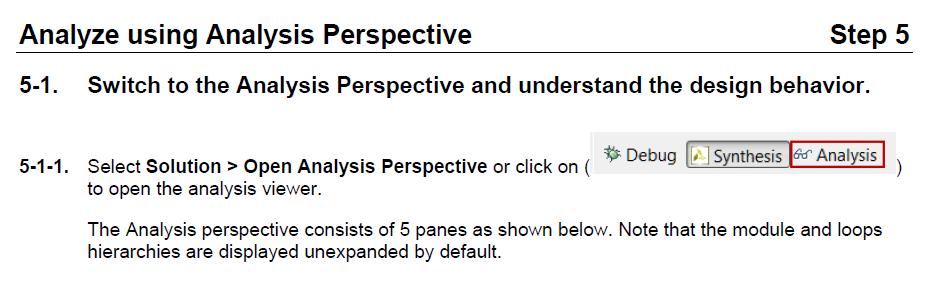 Analyze using Analysis Perspective Step 5
5-1. Switch to the Analysis Perspective and understand the design behavior.
5-1-1. Select Solution > Open Analysis Perspective or click on ( Debug Synthesis Analysis )
to open the analysis viewer.
The Analysis perspective consists of 5 panes as shown below. Note that the module and loops
hierarchies are displayed unexpanded by default.